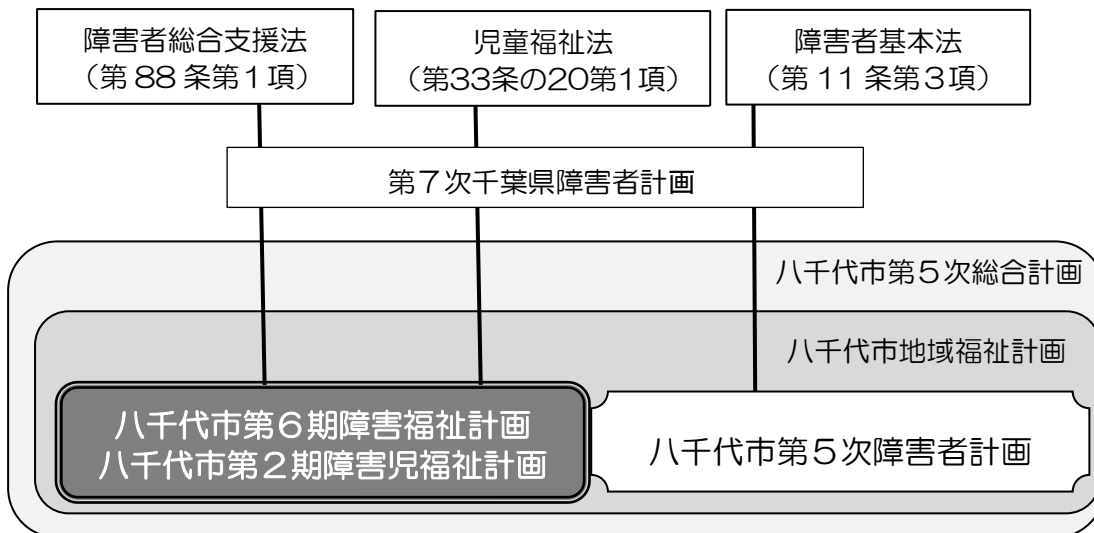 障害者総合支援法
（第 88 条第１項）
児童福祉法
（第33条の20第1項）
障害者基本法
（第 11 条第３項）
第７次千葉県障害者計画
八千代市第５次総合計画
八千代市地域福祉計画
八千代市第６期障害福祉計画
八千代市第２期障害児福祉計画
八千代市第５次障害者計画